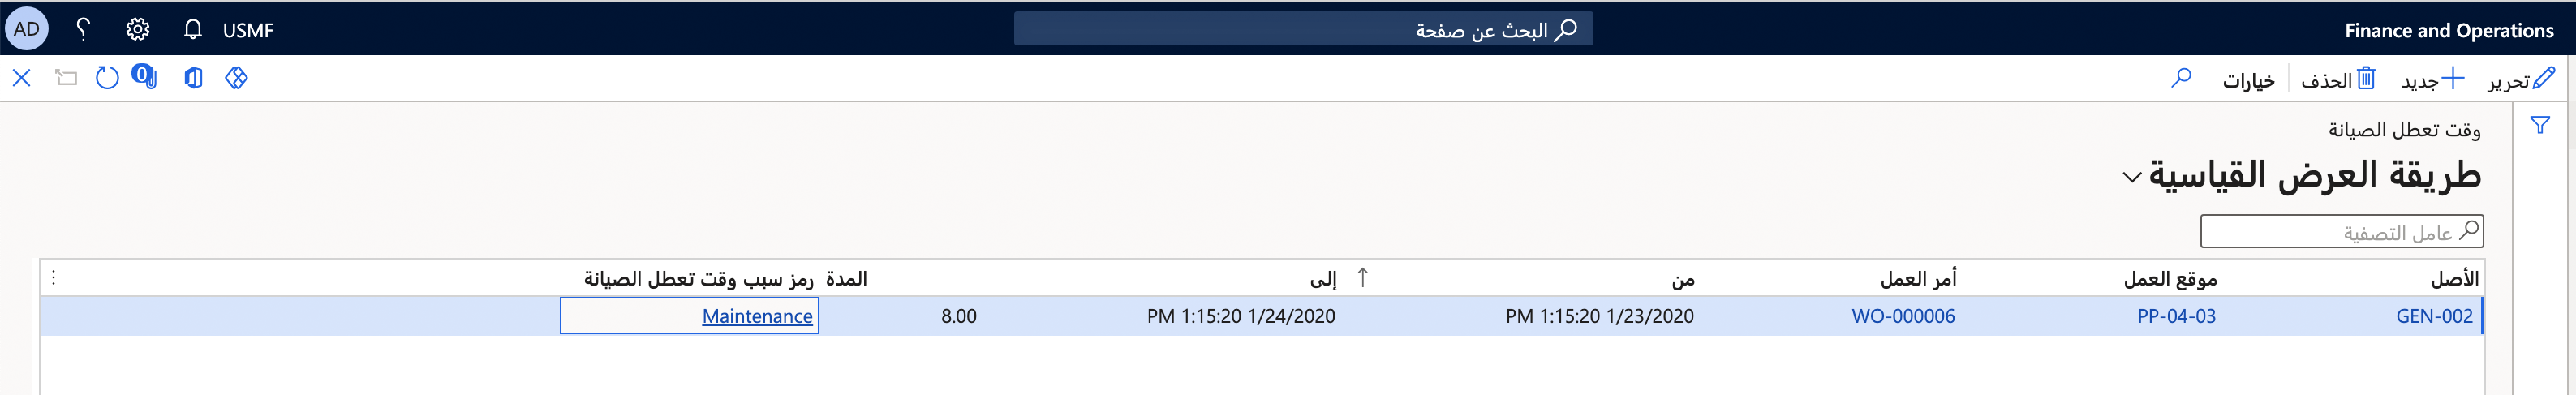 Finance and Operations
البحث عن صفحة
USMF
AD
تحرير
جديد
الحذف
خيارات
0
وقت تعطل الصيانة
طريقة العرض القياسية
عامل التصفية
الأصل موقع العمل أمر العمل من إلى المدة رمز سبب وقت تعطل الصيانة
GEN-002 PP-04-03 WO-000006 1/23/2020 1:15:20 PM 1/24/2020 1:15:20 PM 8.00 Maintenance